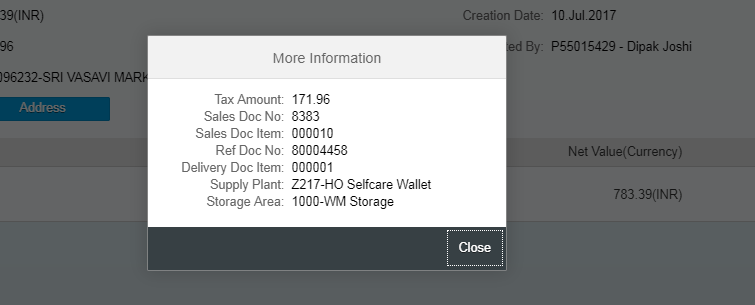 39(INR)
Creation Date: 10.Jul.2017
96
ed By: P55015429 - Dipak Joshi
096232-SRI VASAVI MARK
Address
More Information
Tax Amount: 171.96
Sales Doc No: 8383
Sales Doc Item: 000010
Ref Doc No: 80004458
Delivery Doc Item: 000001
Supply Plant: Z217-HO Selfcare Wallet
Storage Area: 1000-WM Storage
Close
Net Value(Currency)
783.39(INR)